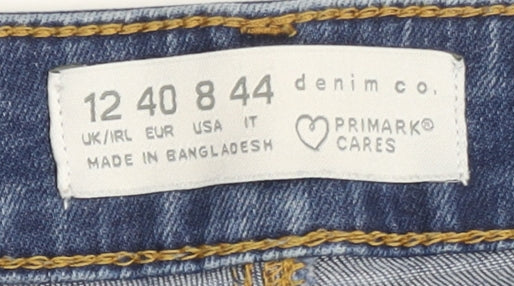 12 40 8 44
UK/IRL EUR USA IT
MADE IN BANGLADESH
denim co.
PRIMARK®
CARES